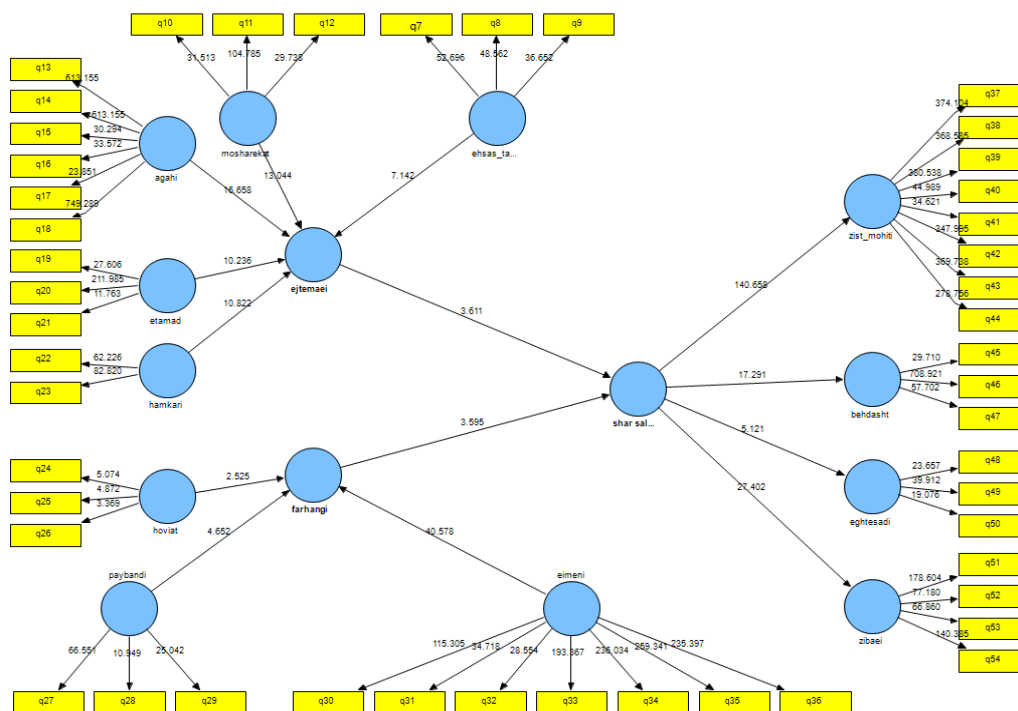 q10
q11
q12
q7
q8
q9
31.513
104.785
29.738
52.696
48.562
36.652
q13
q14
q15
q16
q17
q18
613.155
613.155
30.294
33.572
23.851
749.289
agahi
mosharekat
ehsas_ta...
16.658
13.044
7.142
q19
q20
q21
27.606
211.985
11.763
etamad
10.236
10.822
ejtemaei
q22
q23
62.226
82.820
hamkari
3.611
q37
q38
q39
q40
q41
q42
q43
q44
374.104
368.585
380.538
44.989
34.621
347.995
369.738
278.756
zist_mohiti
140.658
q45
q46
q47
29.710
708.921
57.702
behdasht
17.291
shar sal...
3.595
5.121
27.402
q24
q25
q26
5.074
4.872
3.369
hoviat
2.525
farhangi
4.652
40.578
q48
q49
q50
23.657
39.912
19.076
eghtesadi
q51
q52
q53
q54
178.604
77.180
66.860
140.385
zibaei
paybandi
66.551
10.949
25.042
q27
q28
q29
eimeni
115.305
34.718
28.554
193.867
236.034
259.341
235.397
q30
q31
q32
q33
q34
q35
q36